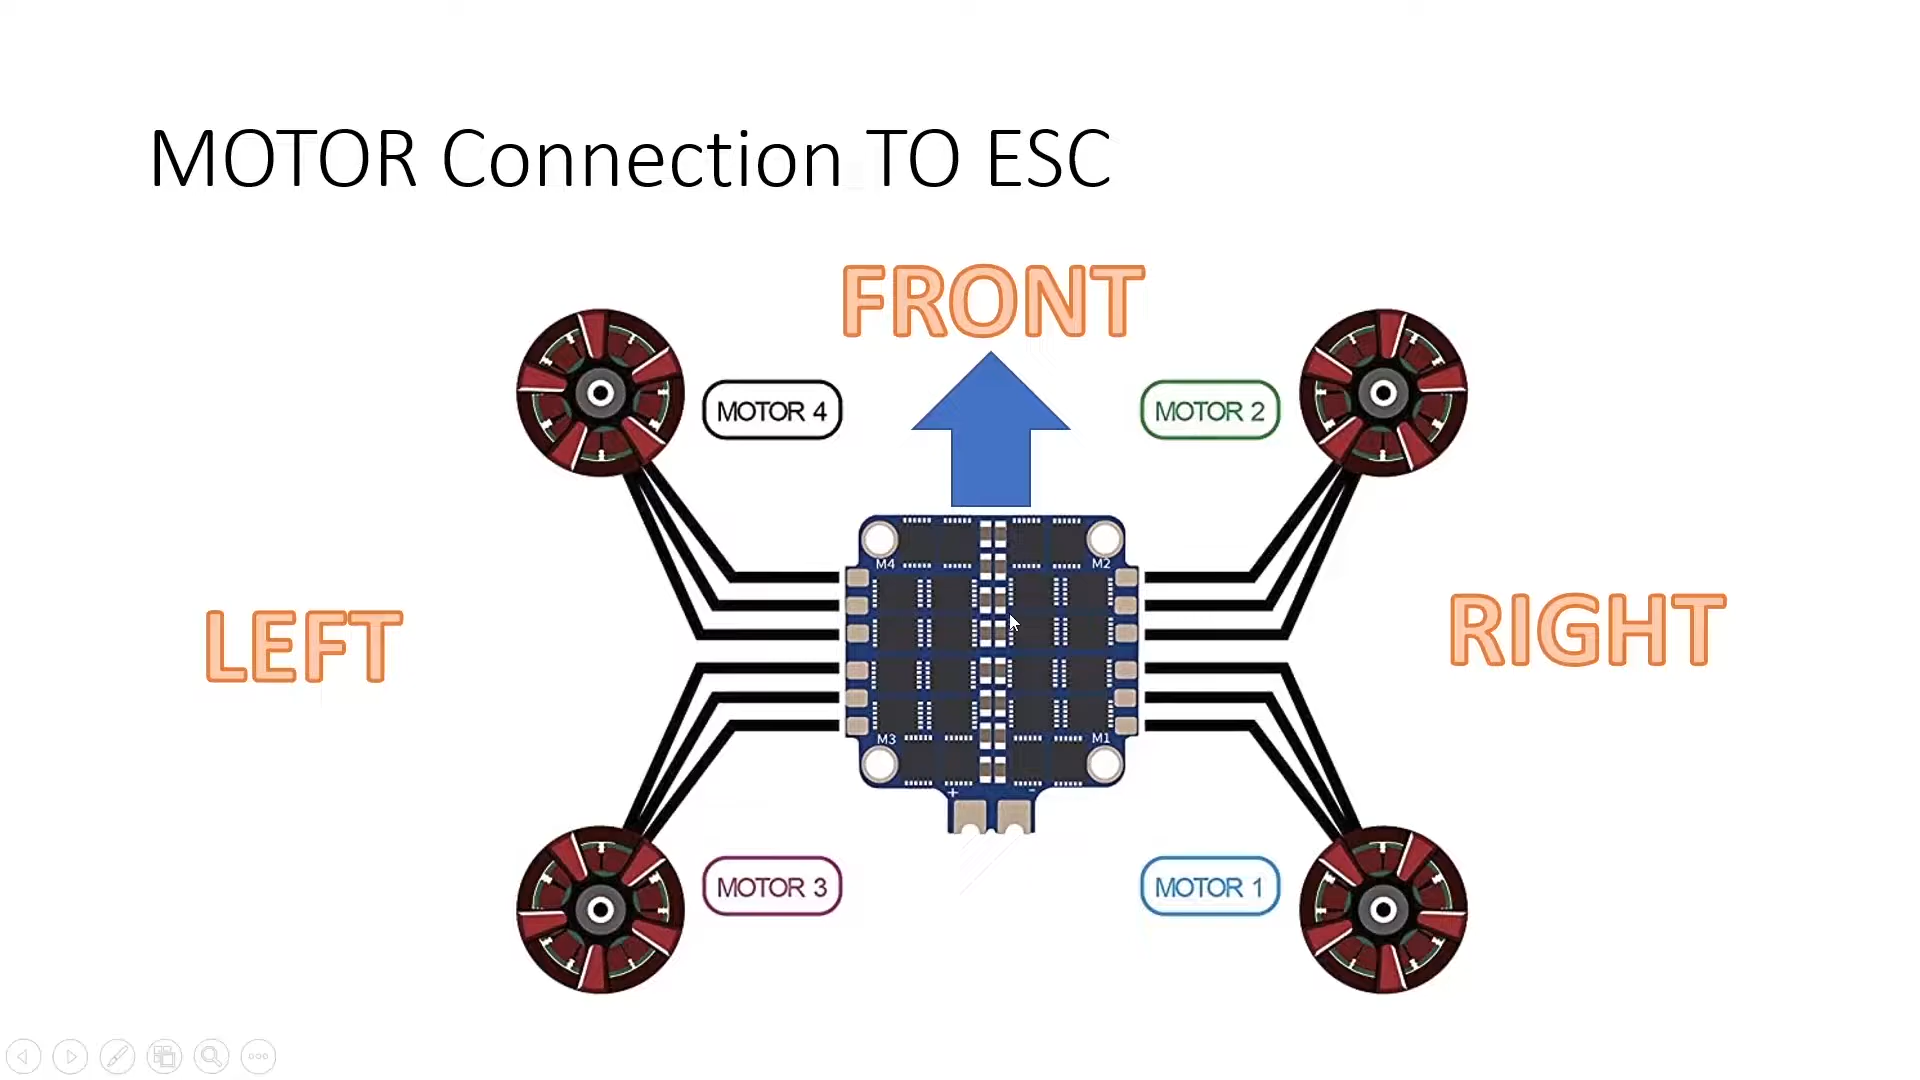 MOTOR Connection TO ESC
FRONT
MOTOR 4
MOTOR 2
M4
M2
LEFT
RIGHT
M3
M1
+
-
MOTOR 3
MOTOR 1